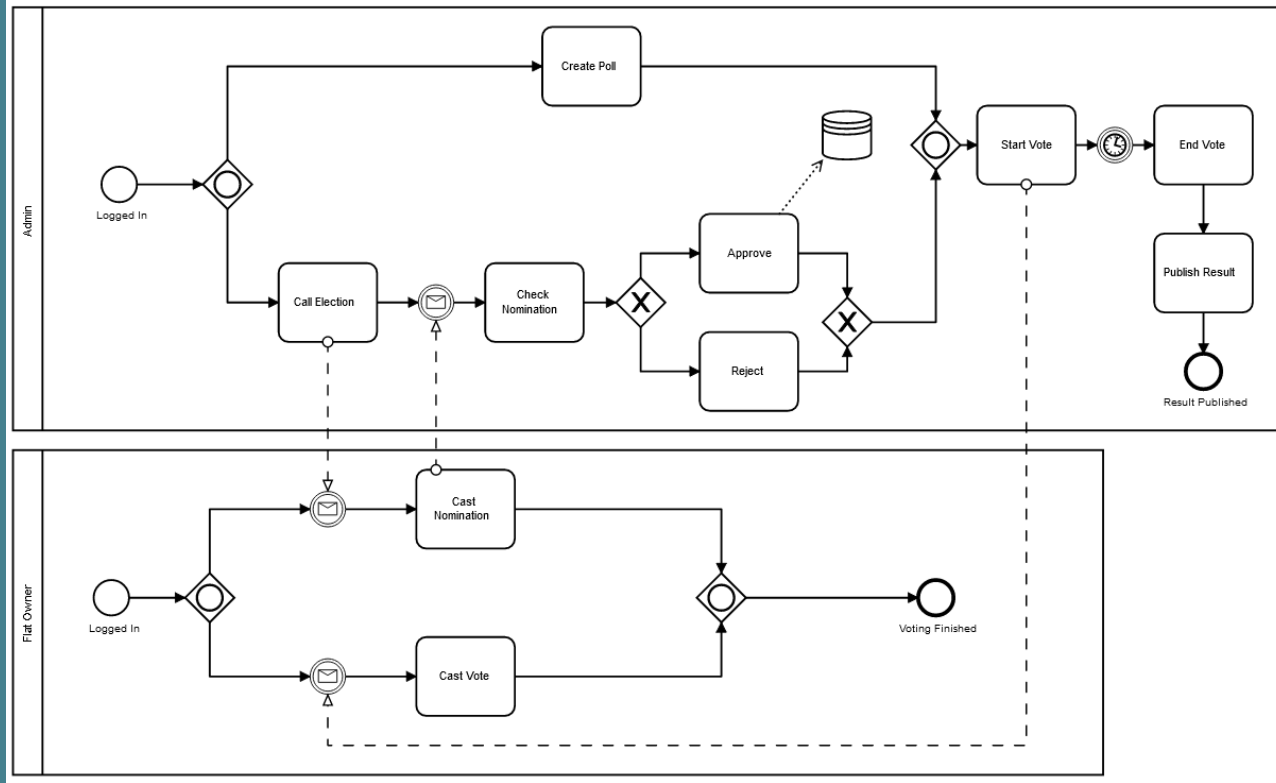 Admin
Create Poll
Logged In
Start Vote
End Vote
Approve
Call Election
Check
Nomination
Publish Result
Reject
Result Published
Flat Owner
Cast
Nomination
Logged In
Voting Finished
Cast Vote